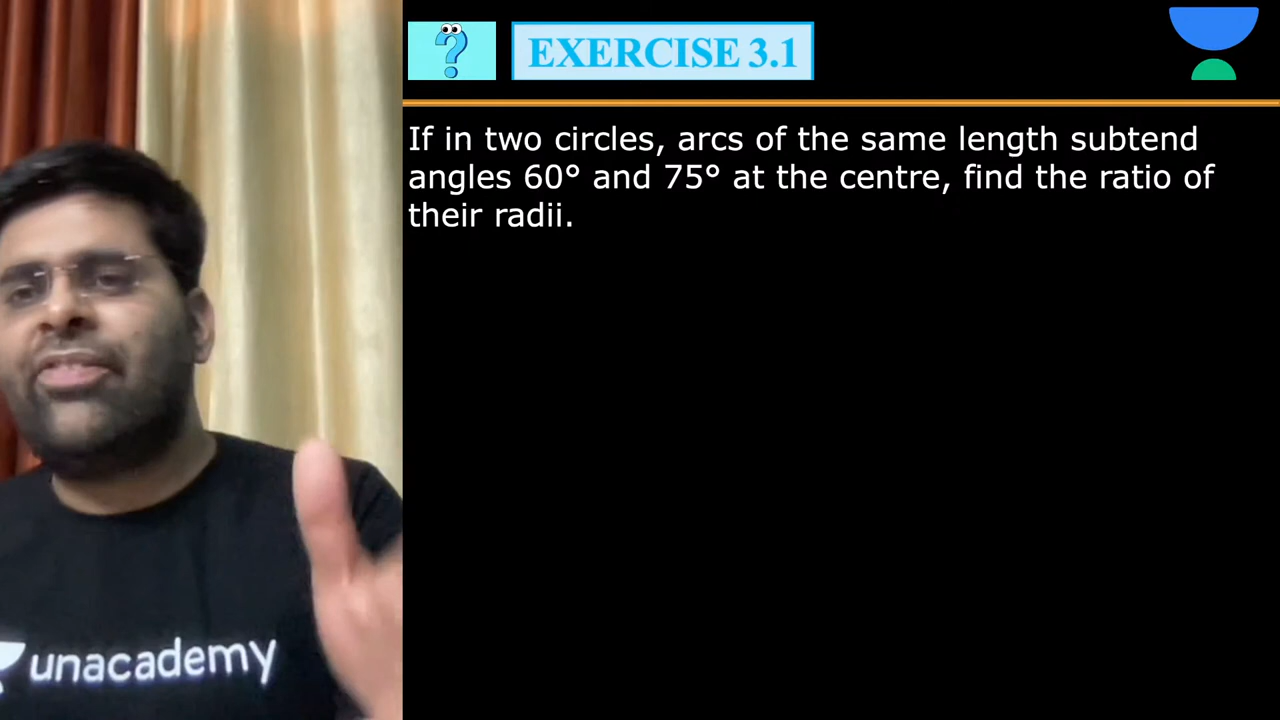 EXERCISE 3.1
If in two circles, arcs of the same length subtend
angles 60° and 75° at the centre, find the ratio of
their radii.
unacademy